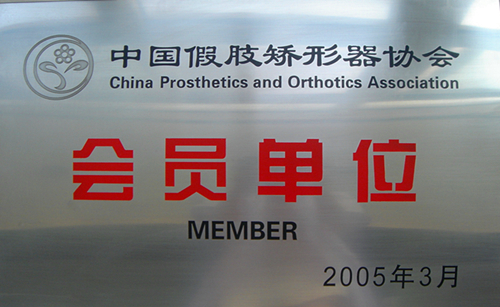 中国假肢矫形器协会
China Prosthetics and Orthotics Association
会员单位
MEMBER
2005年3月